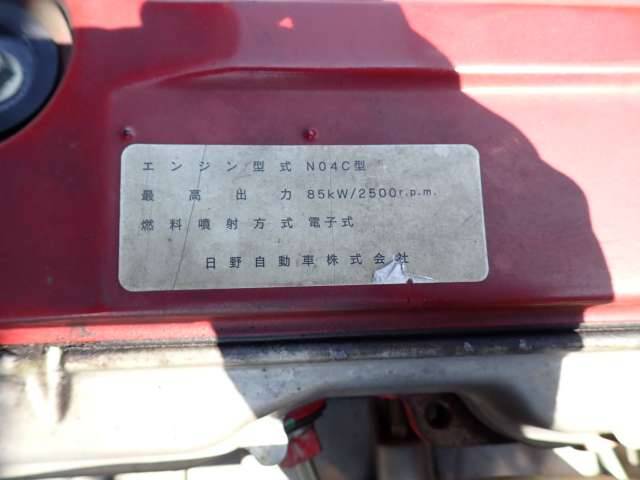 エンジン型式 N04C型
最高出力 85kW/2500r.p.m.
燃料噴射方式 電子式
日野自動車株式会社